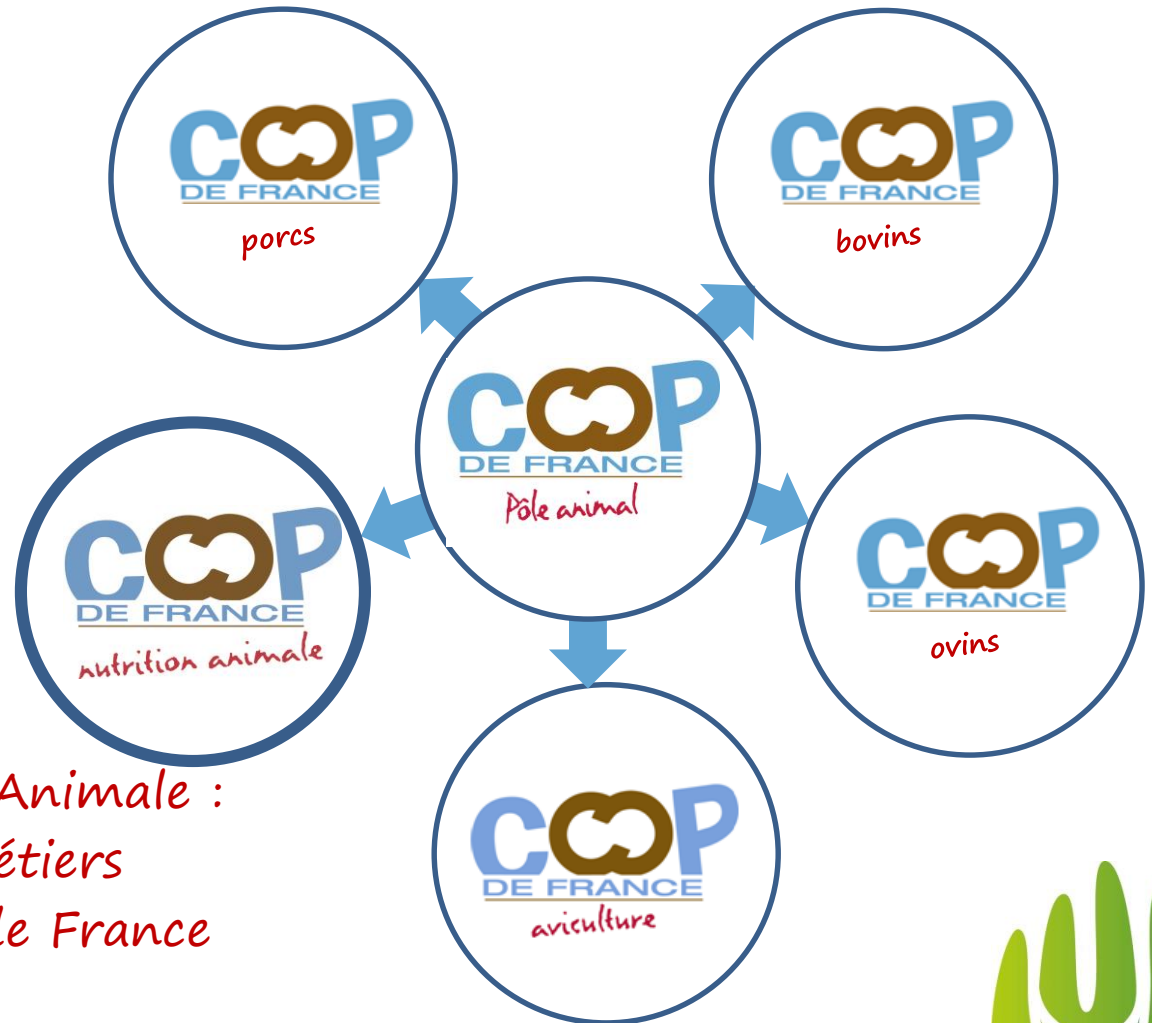 COOP
DE FRANCE
porcs
COOP
DE FRANCE
bovins
COOP
DE FRANCE
Pôle animal
COOP
DE FRANCE
nutrition animale
COOP
DE FRANCE
ovins
COOP
DE FRANCE
aviculture
Animale :
étiers
de France